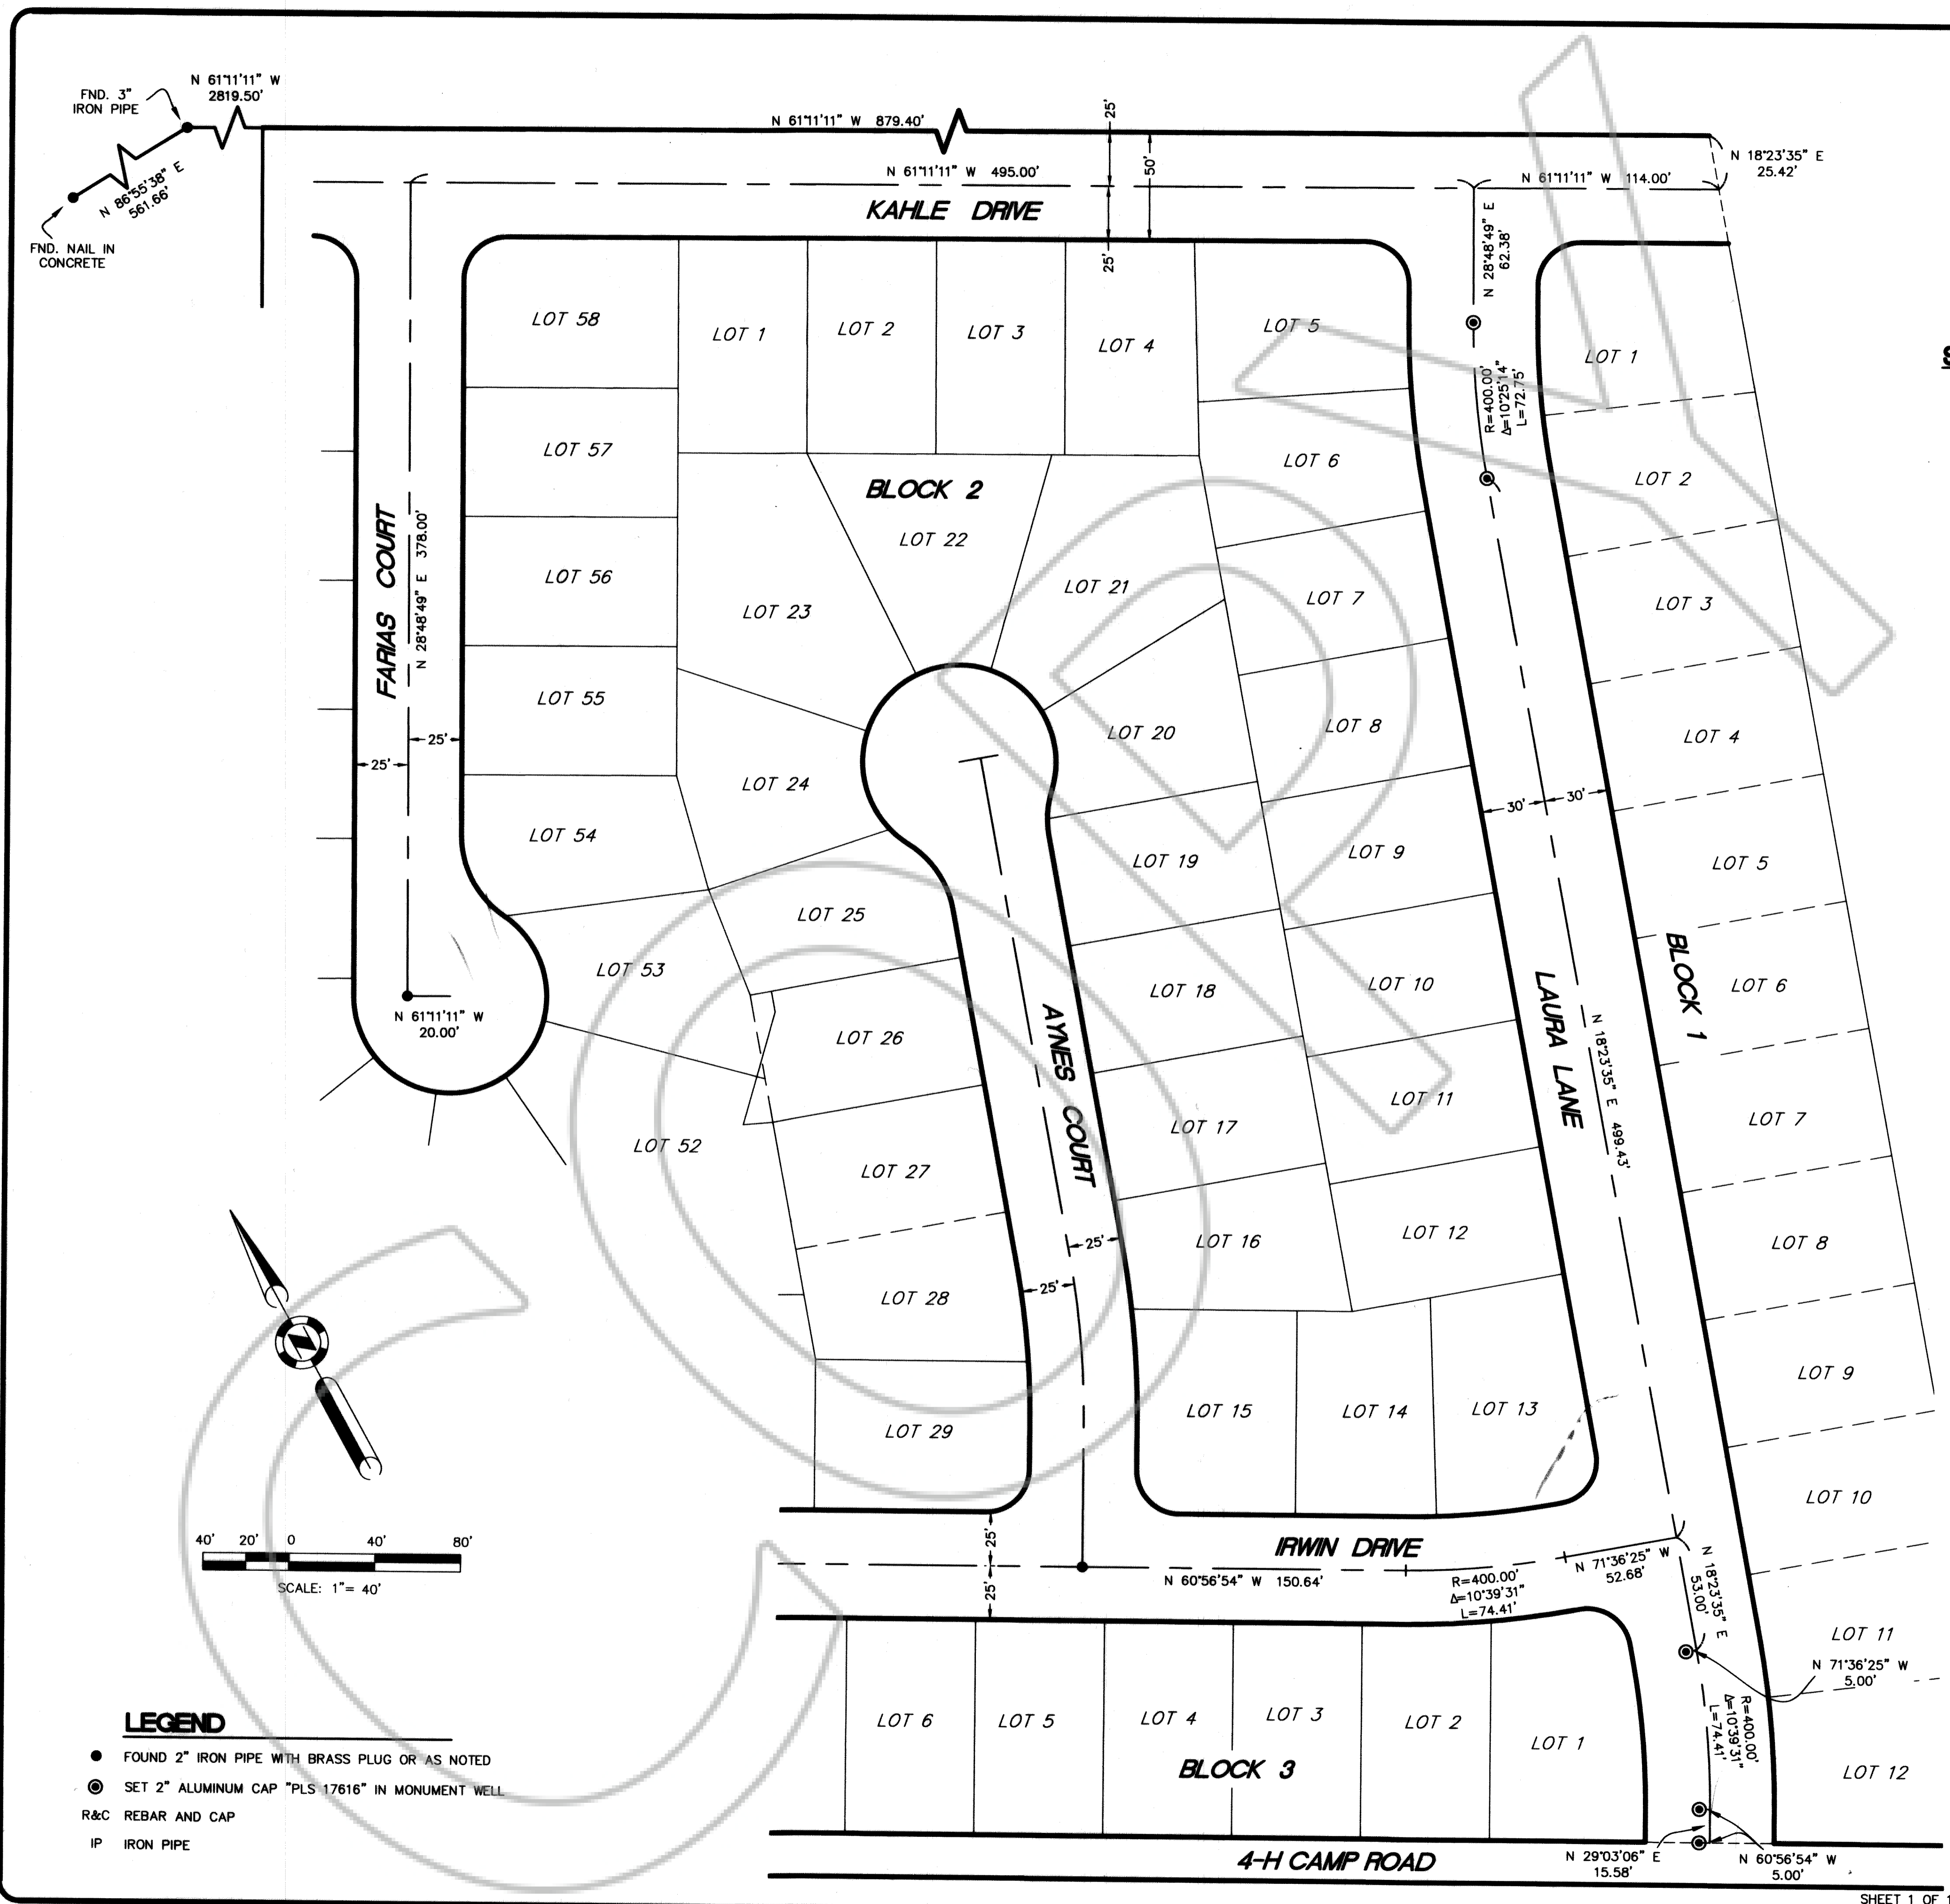 FND. 3"
IRON PIPE
N 61°11'11" W
2819.50'
N 86°55'38" E
561.66'
FND. NAIL IN
CONCRETE
N 61°11'11" W 879.40'
25'
50'
25'
N 61°11'11" W 495.00'
KAHLE DRIVE
N 61°11'11" W 114.00'
N 18°23'35" E
25.42'
N 28°48'49" E
62.38'
R=400.00'
Δ=10°25'14"
L=72.75'
FARIAS COURT
N 28°48'49" E 378.00'
25'
25'
N 61°11'11" W
20.00'
LOT 58
LOT 57
LOT 56
LOT 55
LOT 54
LOT 53
LOT 52
LOT 1
LOT 2
LOT 3
LOT 4
LOT 5
LOT 6
LOT 7
LOT 8
LOT 9
LOT 10
LOT 11
LOT 12
LOT 13
LOT 14
LOT 15
LOT 16
LOT 17
LOT 18
LOT 19
LOT 20
LOT 21
BLOCK 2
LOT 22
LOT 23
LOT 24
LOT 25
LOT 26
LOT 27
LOT 28
LOT 29
AYNES COURT
25'
25'
LAURA LANE
30'
30'
N 18°23'35" E 499.43'
BLOCK 1
LOT 1
LOT 2
LOT 3
LOT 4
LOT 5
LOT 6
LOT 7
LOT 8
LOT 9
LOT 10
LOT 11
LOT 12
25'
25'
IRWIN DRIVE
N 60°56'54" W 150.64'
R=400.00'
Δ=10°39'31"
L=74.41'
N 71°36'25" W
52.68'
N 18°23'35" E
53.00'
N 71°36'25" W
5.00'
R=400.00'
Δ=10°39'31"
L=74.41'
LOT 6
LOT 5
LOT 4
LOT 3
LOT 2
LOT 1
BLOCK 3
4-H CAMP ROAD
N 29°03'06" E
15.58'
N 60°56'54" W
5.00'
N
40' 20' 0 40' 80'
SCALE: 1"= 40'
LEGEND
FOUND 2" IRON PIPE WITH BRASS PLUG OR AS NOTED
SET 2" ALUMINUM CAP "PLS 17616" IN MONUMENT WELL
R&C REBAR AND CAP
IP IRON PIPE
COPY
SHEET 1 OF 1